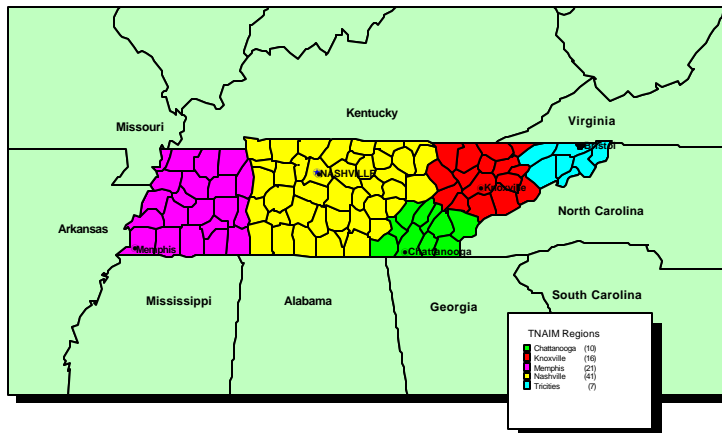 Kentucky
Virginia
Missouri
Bristol
NASHVILLE
Knoxville
North Carolina
Arkansas
Memphis
Chattanooga
Mississippi
Alabama
Georgia
South Carolina
TNAIM Regions
Chattanooga (10)
Knoxville (16)
Memphis (21)
Nashville (41)
Tricities (7)